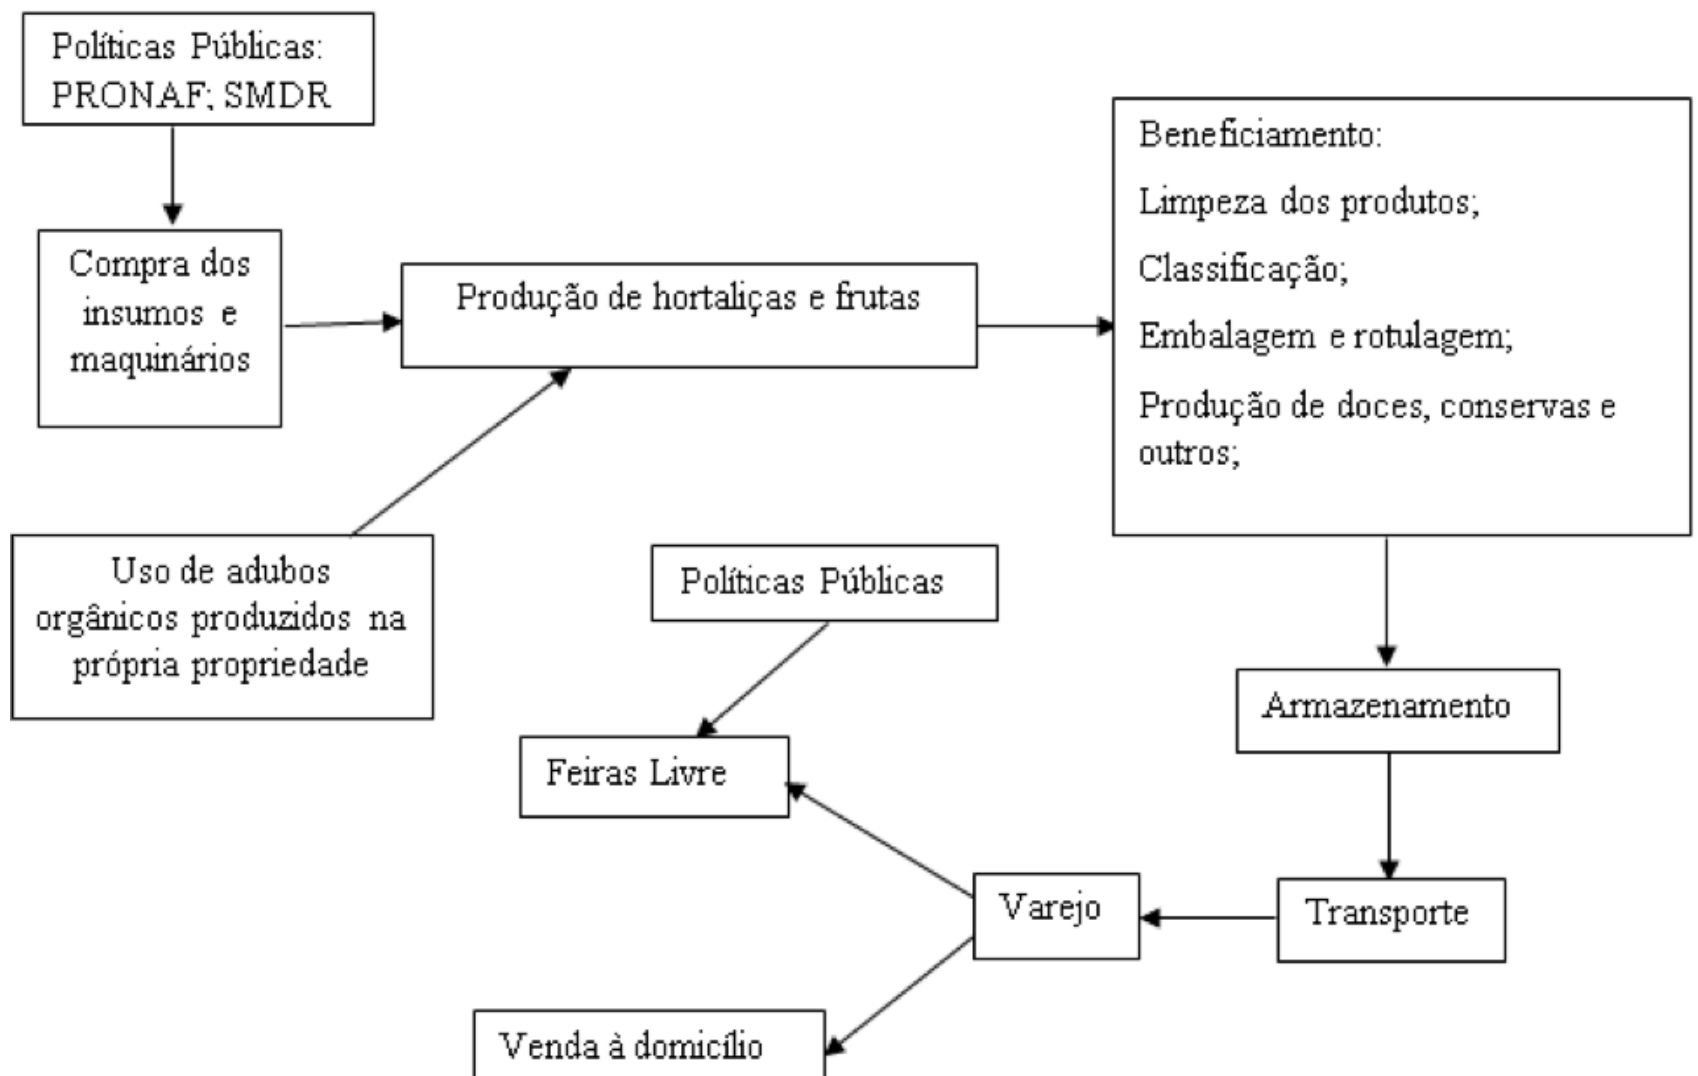 Políticas Públicas:
PRONAF; SMDR
Compra dos
insumos e
maquinários
Produção de hortaliças e frutas
Beneficiamento:
Limpeza dos produtos;
Classificação;
Embalagem e rotulagem;
Produção de doces, conservas e
outros;
Uso de adubos
orgânicos produzidos na
própria propriedade
Políticas Públicas
Armazenamento
Feiras Livre
Varejo
Transporte
Venda à domicílio